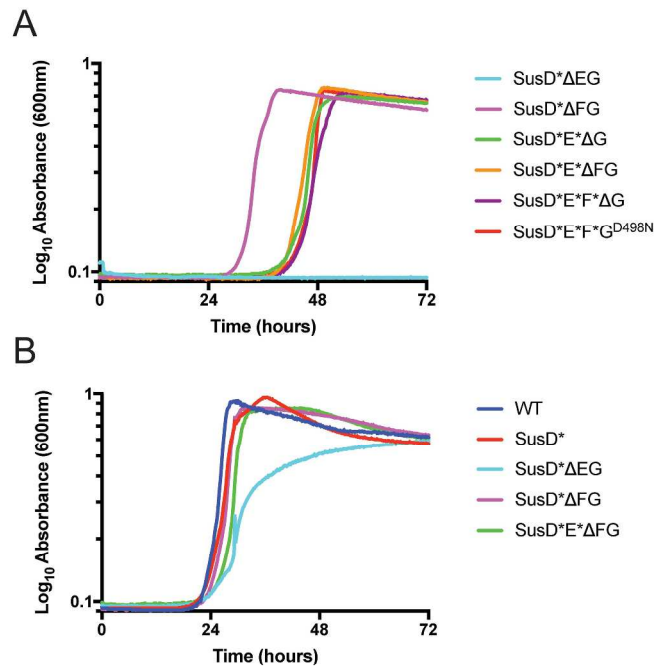 A
Log₁₀ Absorbance (600nm)
1
0.1
0
24
48
72
Time (hours)
SusD*ΔEG
SusD*ΔFG
SusD*E*ΔG
SusD*E*ΔFG
SusD*E*F*ΔG
SusD*E*F*Gᴰ⁴⁹⁸ᴺ
B
Log₁₀ Absorbance (600nm)
1
0.1
0
24
48
72
Time (hours)
WT
SusD*
SusD*ΔEG
SusD*ΔFG
SusD*E*ΔFG